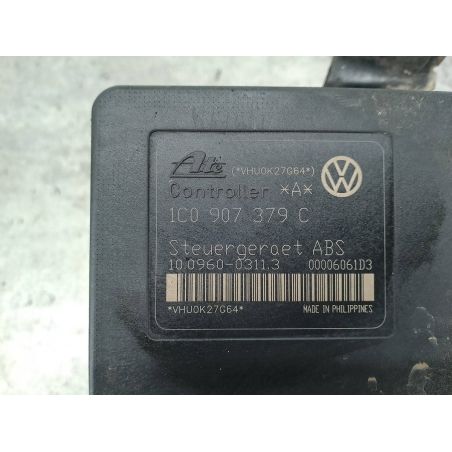 Ate (*VHU0K27G64*)
Controller *A*
1C0 907 379 C
Steuergeraet ABS
10.0960-0311.3 00006061D3
*VHU0K27G64* MADE IN PHILIPPINES